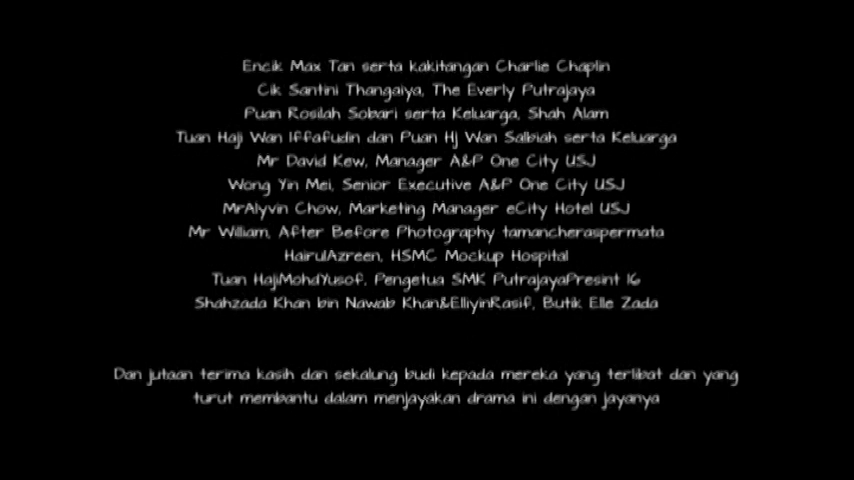 Encik Max Tan serta kakitangan Charlie Chaplin
Cik Santini Thangaiya, The Everly Putrajaya
Puan Rosilah Sobari serta Keluarga, Shah Alam
Tuan Haji Wan Iffafudin dan Puan Hj Wan Salbiah serta Keluarga
Mr David Kew, Manager A&P One City USJ
Wong Yin Mei, Senior Executive A&P One City USJ
MrAlyvin Chow, Marketing Manager eCity Hotel USJ
Mr William, After Before Photography tamancheraspermata
HairulAzreen, HSMC Mockup Hospital
Tuan HajiMohdYusof, Pengetua SMK PutrajayaPresint 16
Shahzada Khan bin Nawab Khan&ElliyinRasif, Butik Elle Zada
Dan jutaan terima kasih dan sekalung budi kepada mereka yang terlibat dan yang
turut membantu dalam menjayakan drama ini dengan jayanya